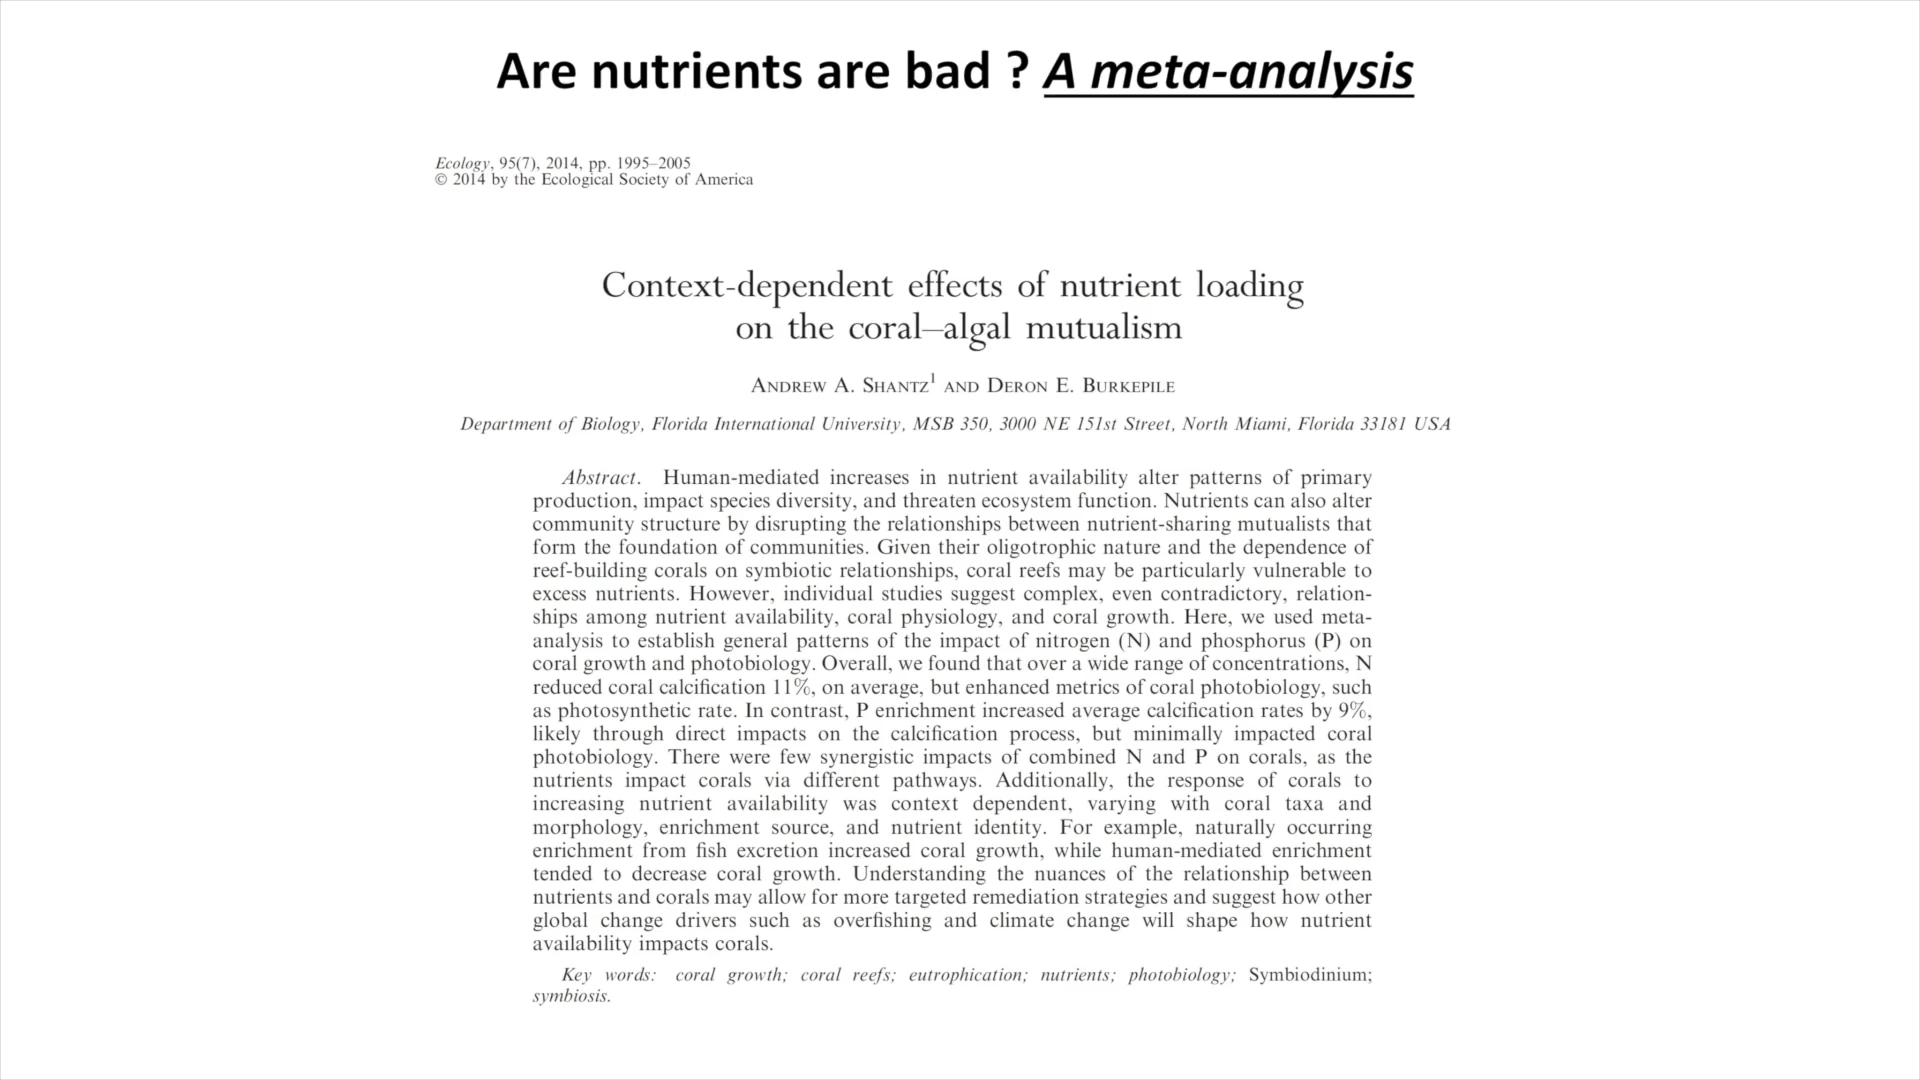 Are nutrients are bad ? A meta-analysis
Ecology, 95(7), 2014, pp. 1995–2005
© 2014 by the Ecological Society of America
Context-dependent effects of nutrient loading
on the coral–algal mutualism
ANDREW A. SHANTZ¹ AND DERON E. BURKEPILE
Department of Biology, Florida International University, MSB 350, 3000 NE 151st Street, North Miami, Florida 33181 USA
Abstract. Human-mediated increases in nutrient availability alter patterns of primary
production, impact species diversity, and threaten ecosystem function. Nutrients can also alter
community structure by disrupting the relationships between nutrient-sharing mutualists that
form the foundation of communities. Given their oligotrophic nature and the dependence of
reef-building corals on symbiotic relationships, coral reefs may be particularly vulnerable to
excess nutrients. However, individual studies suggest complex, even contradictory, relation-
ships among nutrient availability, coral physiology, and coral growth. Here, we used meta-
analysis to establish general patterns of the impact of nitrogen (N) and phosphorus (P) on
coral growth and photobiology. Overall, we found that over a wide range of concentrations, N
reduced coral calcification 11%, on average, but enhanced metrics of coral photobiology, such
as photosynthetic rate. In contrast, P enrichment increased average calcification rates by 9%,
likely through direct impacts on the calcification process, but minimally impacted coral
photobiology. There were few synergistic impacts of combined N and P on corals, as the
nutrients impact corals via different pathways. Additionally, the response of corals to
increasing nutrient availability was context dependent, varying with coral taxa and
morphology, enrichment source, and nutrient identity. For example, naturally occurring
enrichment from fish excretion increased coral growth, while human-mediated enrichment
tended to decrease coral growth. Understanding the nuances of the relationship between
nutrients and corals may allow for more targeted remediation strategies and suggest how other
global change drivers such as overfishing and climate change will shape how nutrient
availability impacts corals.
Key words: coral growth; coral reefs; eutrophication; nutrients; photobiology; Symbiodinium;
symbiosis.